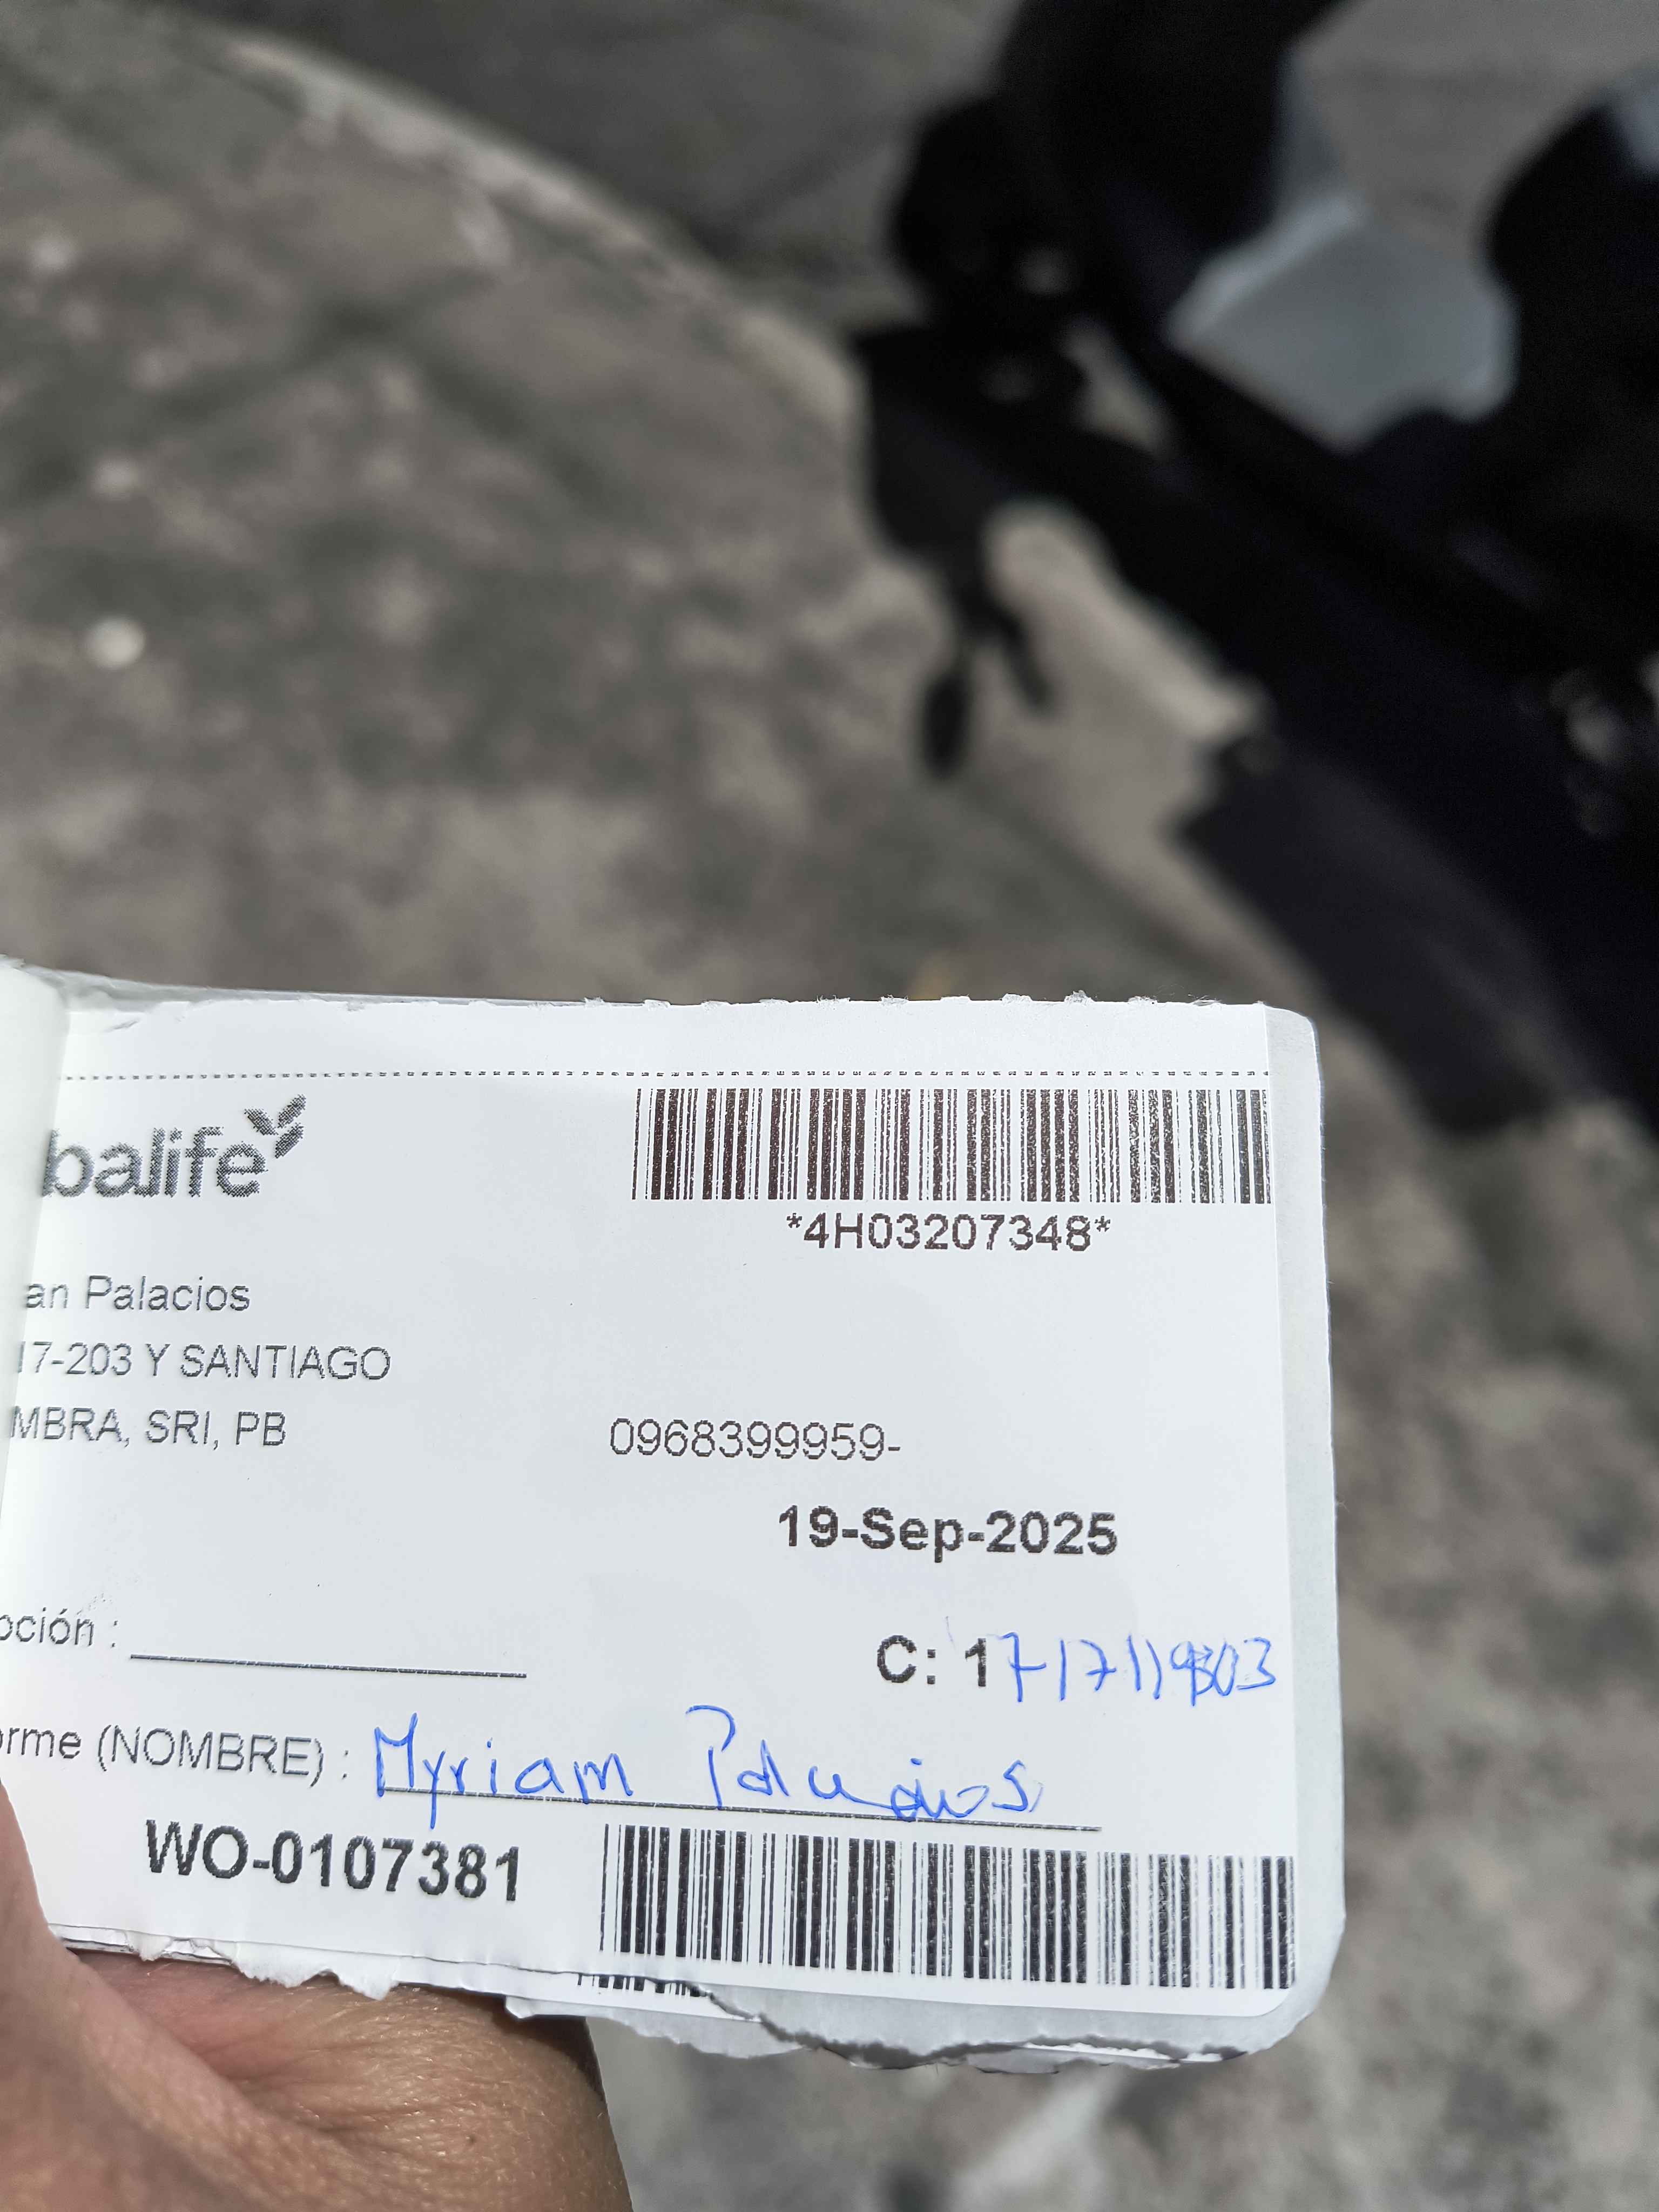 balife
*4H03207348*
an Palacios
17-203 Y SANTIAGO
MBRA, SRI, PB
0968399959-
19-Sep-2025
pción :
C: 1717119803
orme (NOMBRE) : Myriam Palacios
WO-0107381